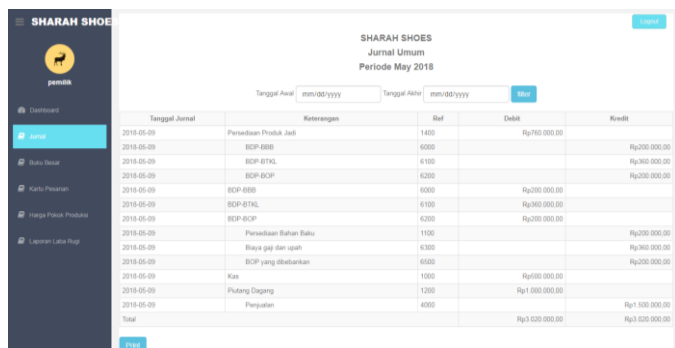 SHARAH SHOES
Logout
SHARAH SHOES
Jurnal Umum
Periode May 2018
pemilik
Tanggal Awal mm/dd/yyyy Tanggal Akhir mm/dd/yyyy filter
Dashboard
Jurnal
Buku Besar
Kartu Pesanan
Harga Pokok Produksi
Laporan Laba Rugi
Tanggal Jurnal Keterangan Ref Debit Kredit
2018-05-09 Persediaan Produk Jadi 1400 Rp760.000,00
2018-05-09 BDP-BBB 6000 Rp200.000,00
2018-05-09 BDP-BTKL 6100 Rp360.000,00
2018-05-09 BDP-BOP 6200 Rp200.000,00
2018-05-09 BDP-BBB 6000 Rp200.000,00
2018-05-09 BDP-BTKL 6100 Rp360.000,00
2018-05-09 BDP-BOP 6200 Rp200.000,00
2018-05-09 Persediaan Bahan Baku 1100 Rp200.000,00
2018-05-09 Biaya gaji dan upah 6300 Rp360.000,00
2018-05-09 BOP yang dibebankan 6500 Rp200.000,00
2018-05-09 Kas 1000 Rp500.000,00
2018-05-09 Piutang Dagang 1200 Rp1.000.000,00
2018-05-09 Penjualan 4000 Rp1.500.000,00
Total Rp3.020.000,00 Rp3.020.000,00
Print